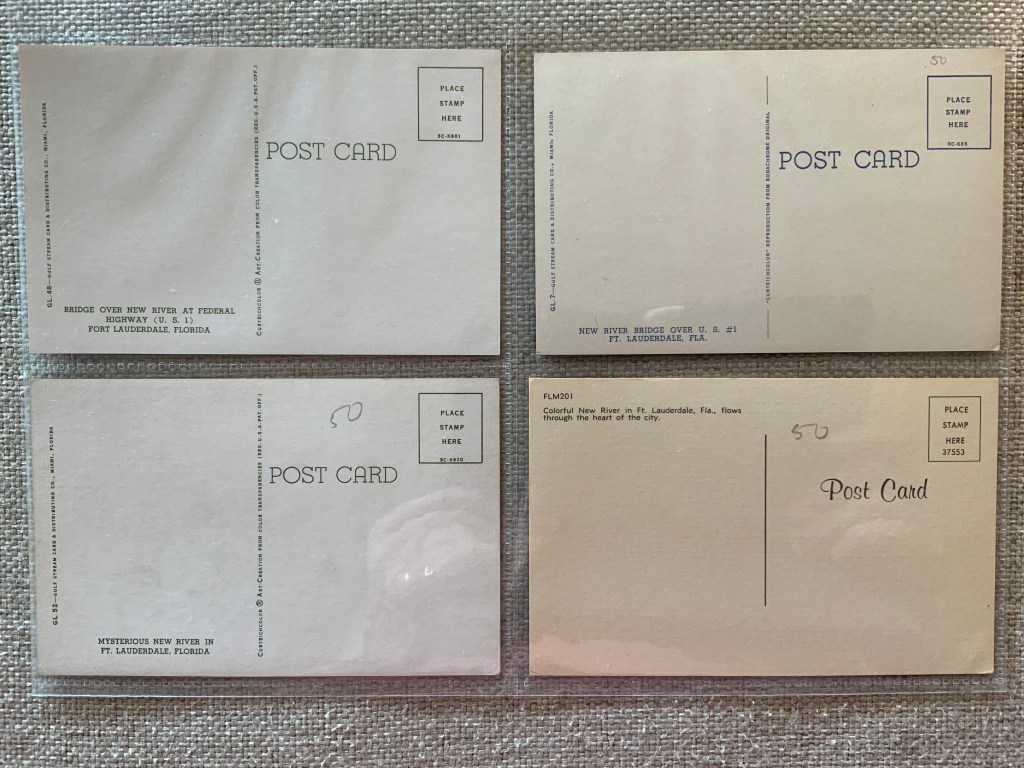 GL.48—GULF STREAM CARD & DISTRIBUTING CO., MIAMI, FLORIDA
BRIDGE OVER NEW RIVER AT FEDERAL
HIGHWAY (U. S. 1)
FORT LAUDERDALE, FLORIDA
CURTEICHCOLOR ® ART-CREATION FROM COLOR TRANSPARENCIES (REG. U.S.A. PAT. OFF.)
POST CARD
PLACE
STAMP
HERE
GL.7—GULF STREAM CARD & DISTRIBUTING CO., MIAMI, FLORIDA
NEW RIVER BRIDGE OVER U. S. #1
FT. LAUDERDALE, FLA.
"CURTEICHCOLOR" REPRODUCTION FROM KODACHROME ORIGINAL
50
POST CARD
PLACE
STAMP
HERE
GL.52—GULF STREAM CARD & DISTRIBUTING CO., MIAMI, FLORIDA
MYSTERIOUS NEW RIVER IN
FT. LAUDERDALE, FLORIDA
CURTEICHCOLOR ® ART-CREATION FROM COLOR TRANSPARENCIES (REG. U.S.A. PAT. OFF.)
50
POST CARD
PLACE
STAMP
HERE
FLM201
Colorful New River in Ft. Lauderdale, Fla., flows
through the heart of the city.
50
Post Card
PLACE
STAMP
HERE
37553